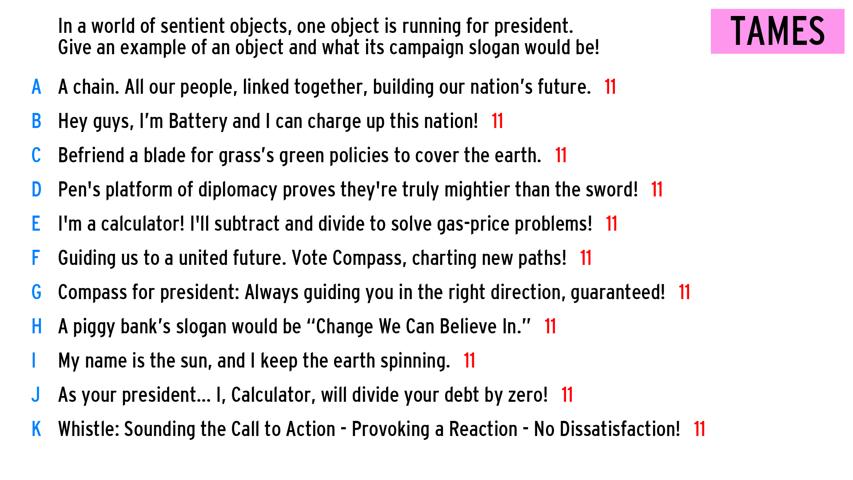 In a world of sentient objects, one object is running for president.
Give an example of an object and what its campaign slogan would be!
TAMES
A A chain. All our people, linked together, building our nation’s future. 11
B Hey guys, I’m Battery and I can charge up this nation! 11
C Befriend a blade for grass’s green policies to cover the earth. 11
D Pen's platform of diplomacy proves they're truly mightier than the sword! 11
E I'm a calculator! I'll subtract and divide to solve gas-price problems! 11
F Guiding us to a united future. Vote Compass, charting new paths! 11
G Compass for president: Always guiding you in the right direction, guaranteed! 11
H A piggy bank’s slogan would be “Change We Can Believe In.” 11
I My name is the sun, and I keep the earth spinning. 11
J As your president... I, Calculator, will divide your debt by zero! 11
K Whistle: Sounding the Call to Action - Provoking a Reaction - No Dissatisfaction! 11